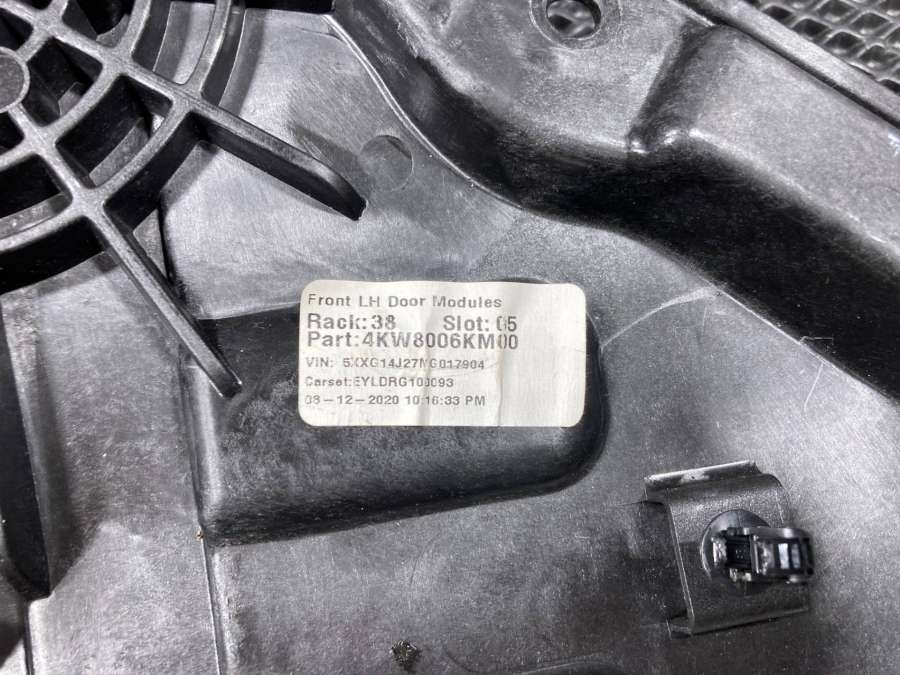 Front LH Door Modules
Rack: 38 Slot: 05
Part: 4KW8006KM00
VIN: 5XXG14J27MG017904
Carset: EYLDRG100093
08-12-2020 10:16:33 PM